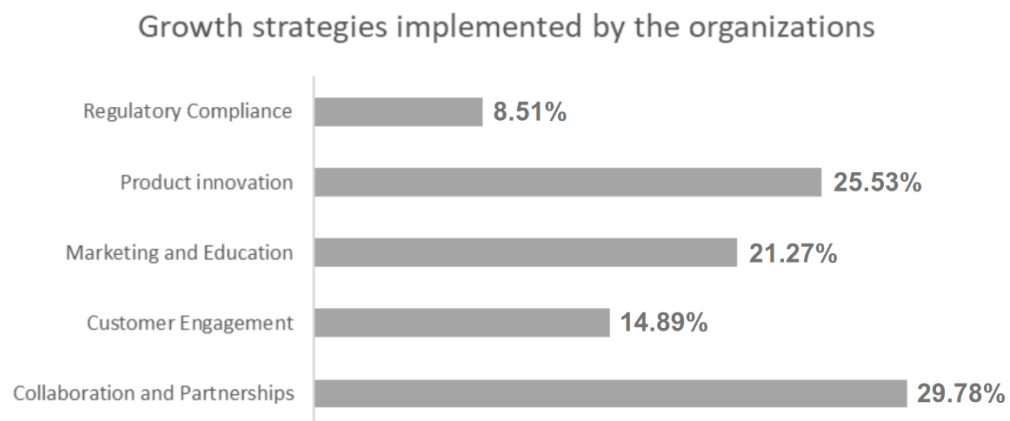 Growth strategies implemented by the organizations
Regulatory Compliance 8.51%
Product innovation 25.53%
Marketing and Education 21.27%
Customer Engagement 14.89%
Collaboration and Partnerships 29.78%